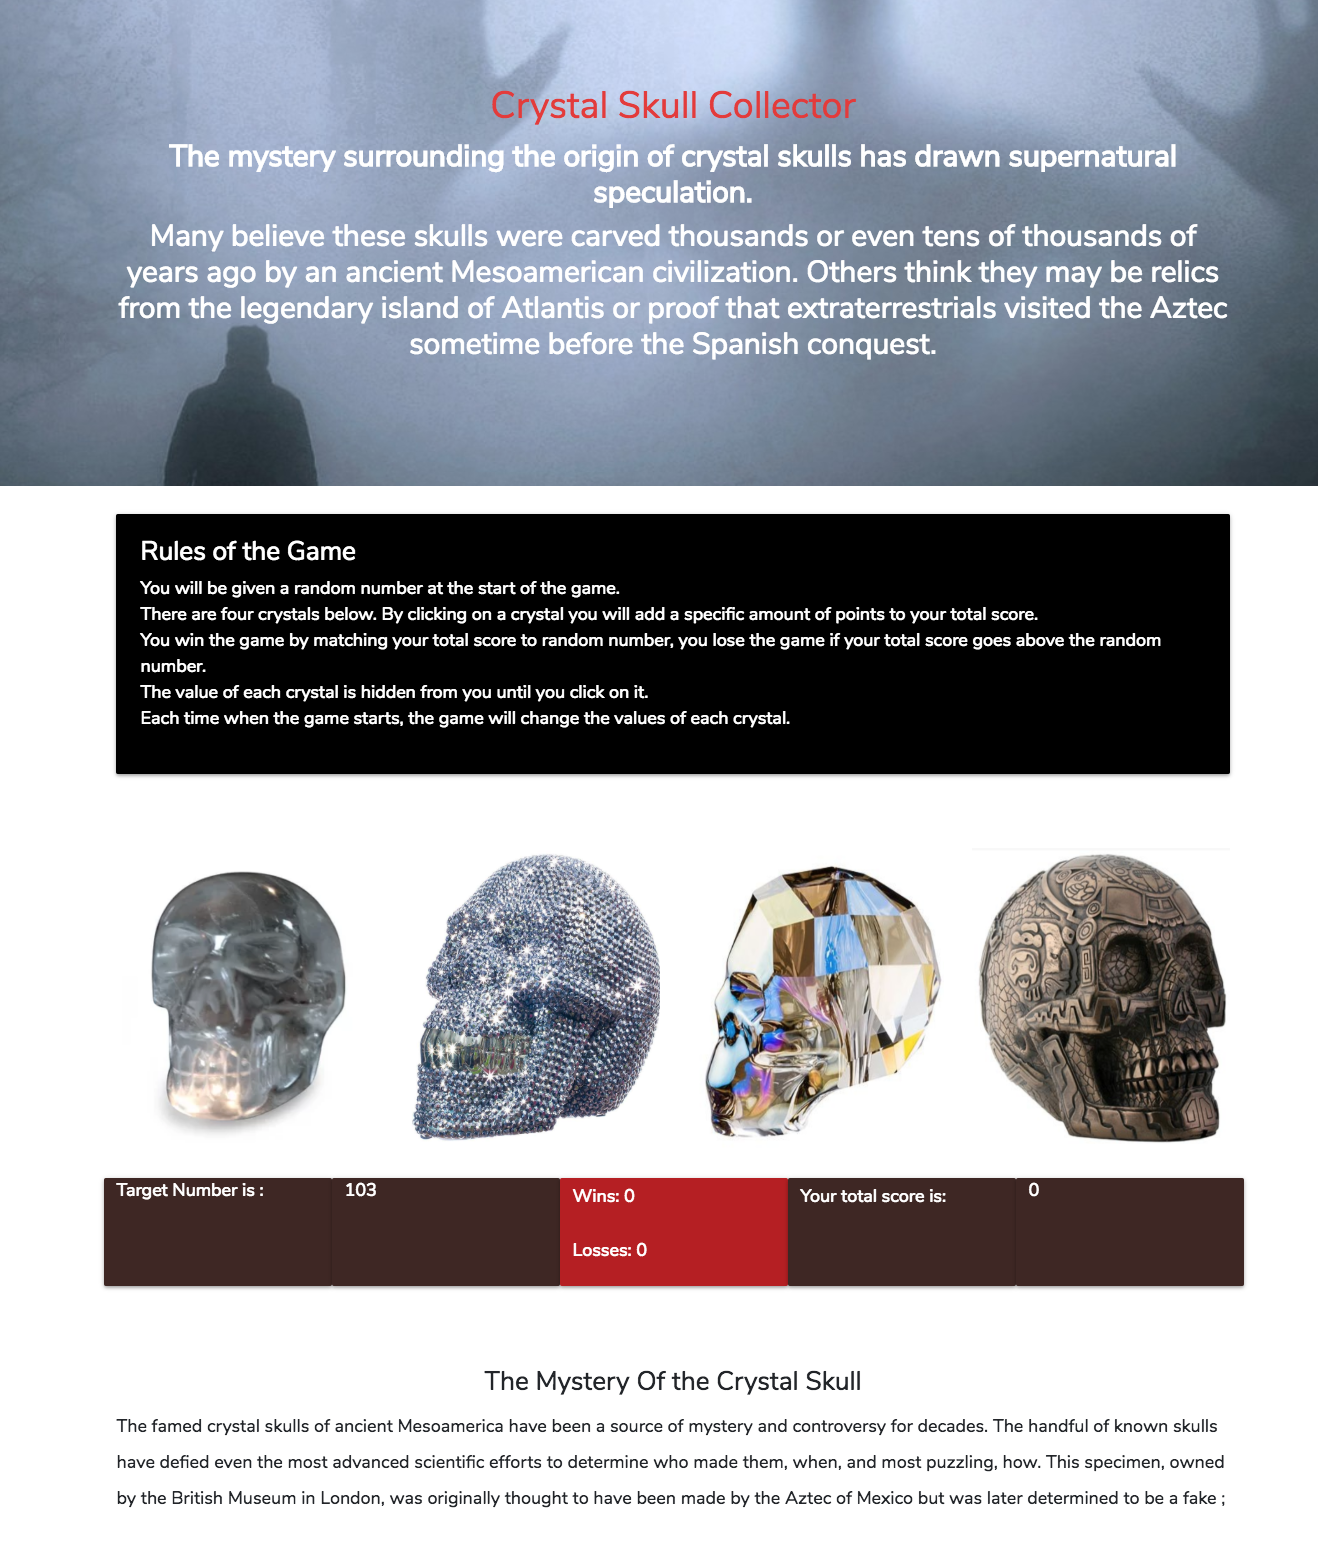 Crystal Skull Collector
The mystery surrounding the origin of crystal skulls has drawn supernatural
speculation.
Many believe these skulls were carved thousands or even tens of thousands of
years ago by an ancient Mesoamerican civilization. Others think they may be relics
from the legendary island of Atlantis or proof that extraterrestrials visited the Aztec
sometime before the Spanish conquest.
Rules of the Game
You will be given a random number at the start of the game.
There are four crystals below. By clicking on a crystal you will add a specific amount of points to your total score.
You win the game by matching your total score to random number, you lose the game if your total score goes above the random
number.
The value of each crystal is hidden from you until you click on it.
Each time when the game starts, the game will change the values of each crystal.
Target Number is :
103
Wins: 0
Losses: 0
Your total score is:
0
The Mystery Of the Crystal Skull
The famed crystal skulls of ancient Mesoamerica have been a source of mystery and controversy for decades. The handful of known skulls
have defied even the most advanced scientific efforts to determine who made them, when, and most puzzling, how. This specimen, owned
by the British Museum in London, was originally thought to have been made by the Aztec of Mexico but was later determined to be a fake ;